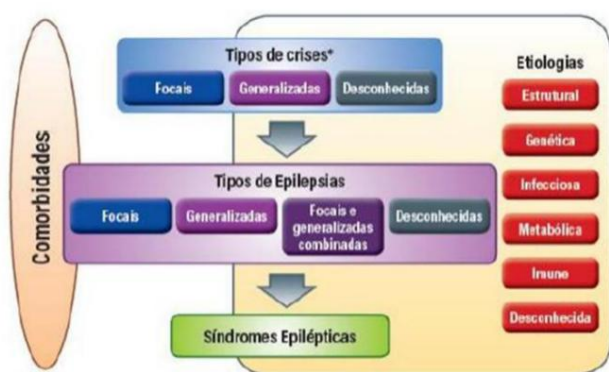 Comorbidades
Tipos de crises*
Focais
Generalizadas
Desconhecidas
Tipos de Epilepsias
Focais
Generalizadas
Focais e
generalizadas
combinadas
Desconhecidas
Síndromes Epilépticas
Etiologias
Estrutural
Genética
Infecciosa
Metabólica
Imune
Desconhecida